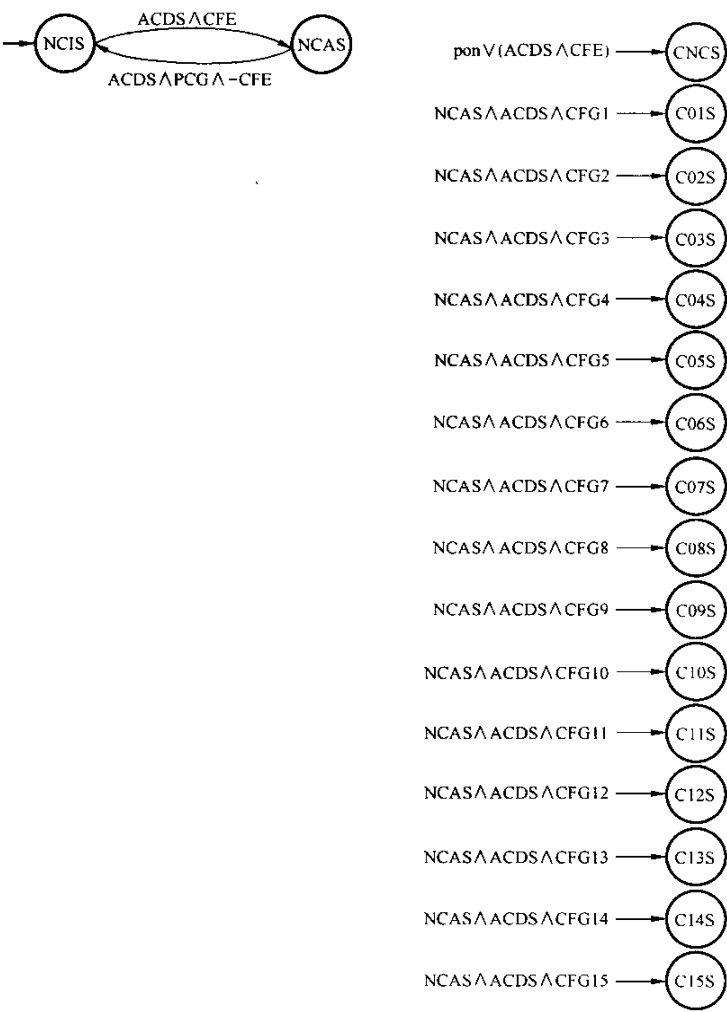 ACDS∧CFE
NCIS
NCAS
ACDS∧PCG∧-CFE
pon∨(ACDS∧CFE)
CNCS
NCAS∧ACDS∧CFG1
C01S
NCAS∧ACDS∧CFG2
C02S
NCAS∧ACDS∧CFG3
C03S
NCAS∧ACDS∧CFG4
C04S
NCAS∧ACDS∧CFG5
C05S
NCAS∧ACDS∧CFG6
C06S
NCAS∧ACDS∧CFG7
C07S
NCAS∧ACDS∧CFG8
C08S
NCAS∧ACDS∧CFG9
C09S
NCAS∧ACDS∧CFG10
C10S
NCAS∧ACDS∧CFG11
C11S
NCAS∧ACDS∧CFG12
C12S
NCAS∧ACDS∧CFG13
C13S
NCAS∧ACDS∧CFG14
C14S
NCAS∧ACDS∧CFG15
C15S